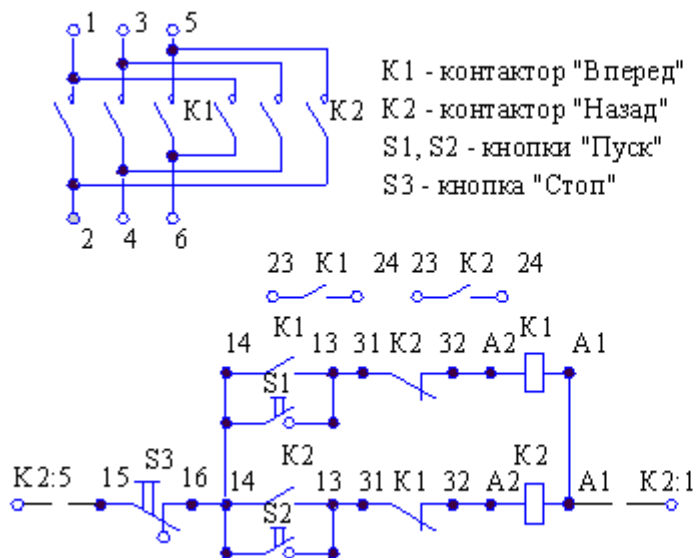 1 3 5
К1 - контактор "Вперед"
К1 К2 К2 - контактор "Назад"
S1, S2 - кнопки "Пуск"
S3 - кнопка "Стоп"
2 4 6
23 К1 24 23 К2 24
К1 К1
14 13 31 К2 32 А2 А1
S1
К2:5 15 S3 16 14 К2 13 31 К1 32 А2 К2 А1 К2:1
S2